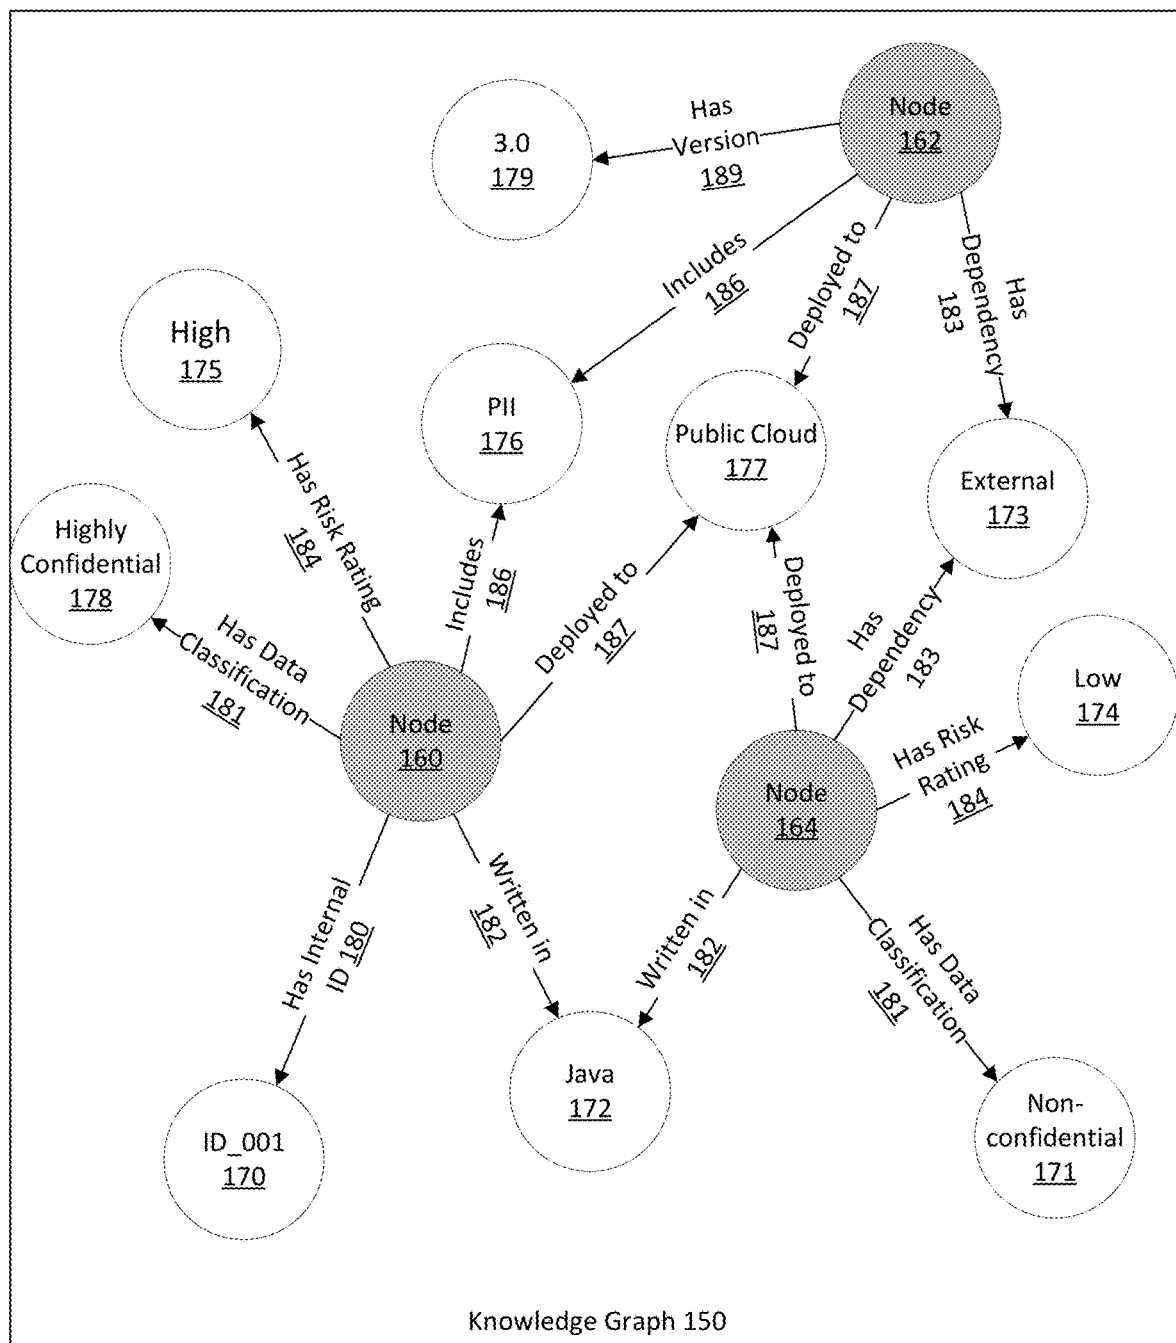 Node
162
Has
Version
189
3.0
179
Includes
186
Deployed to
187
Has
Dependency
183
High
175
PII
176
Public Cloud
177
External
173
Highly
Confidential
178
Has Risk Rating
184
Includes
186
Deployed to
187
Deployed to
187
Has
Dependency
183
Low
174
Has Data
Classification
181
Node
160
Node
164
Has Risk
Rating
184
Has Internal
ID 180
Written in
182
Written in
182
Has Data
Classification
181
ID_001
170
Java
172
Non-
confidential
171
Knowledge Graph 150